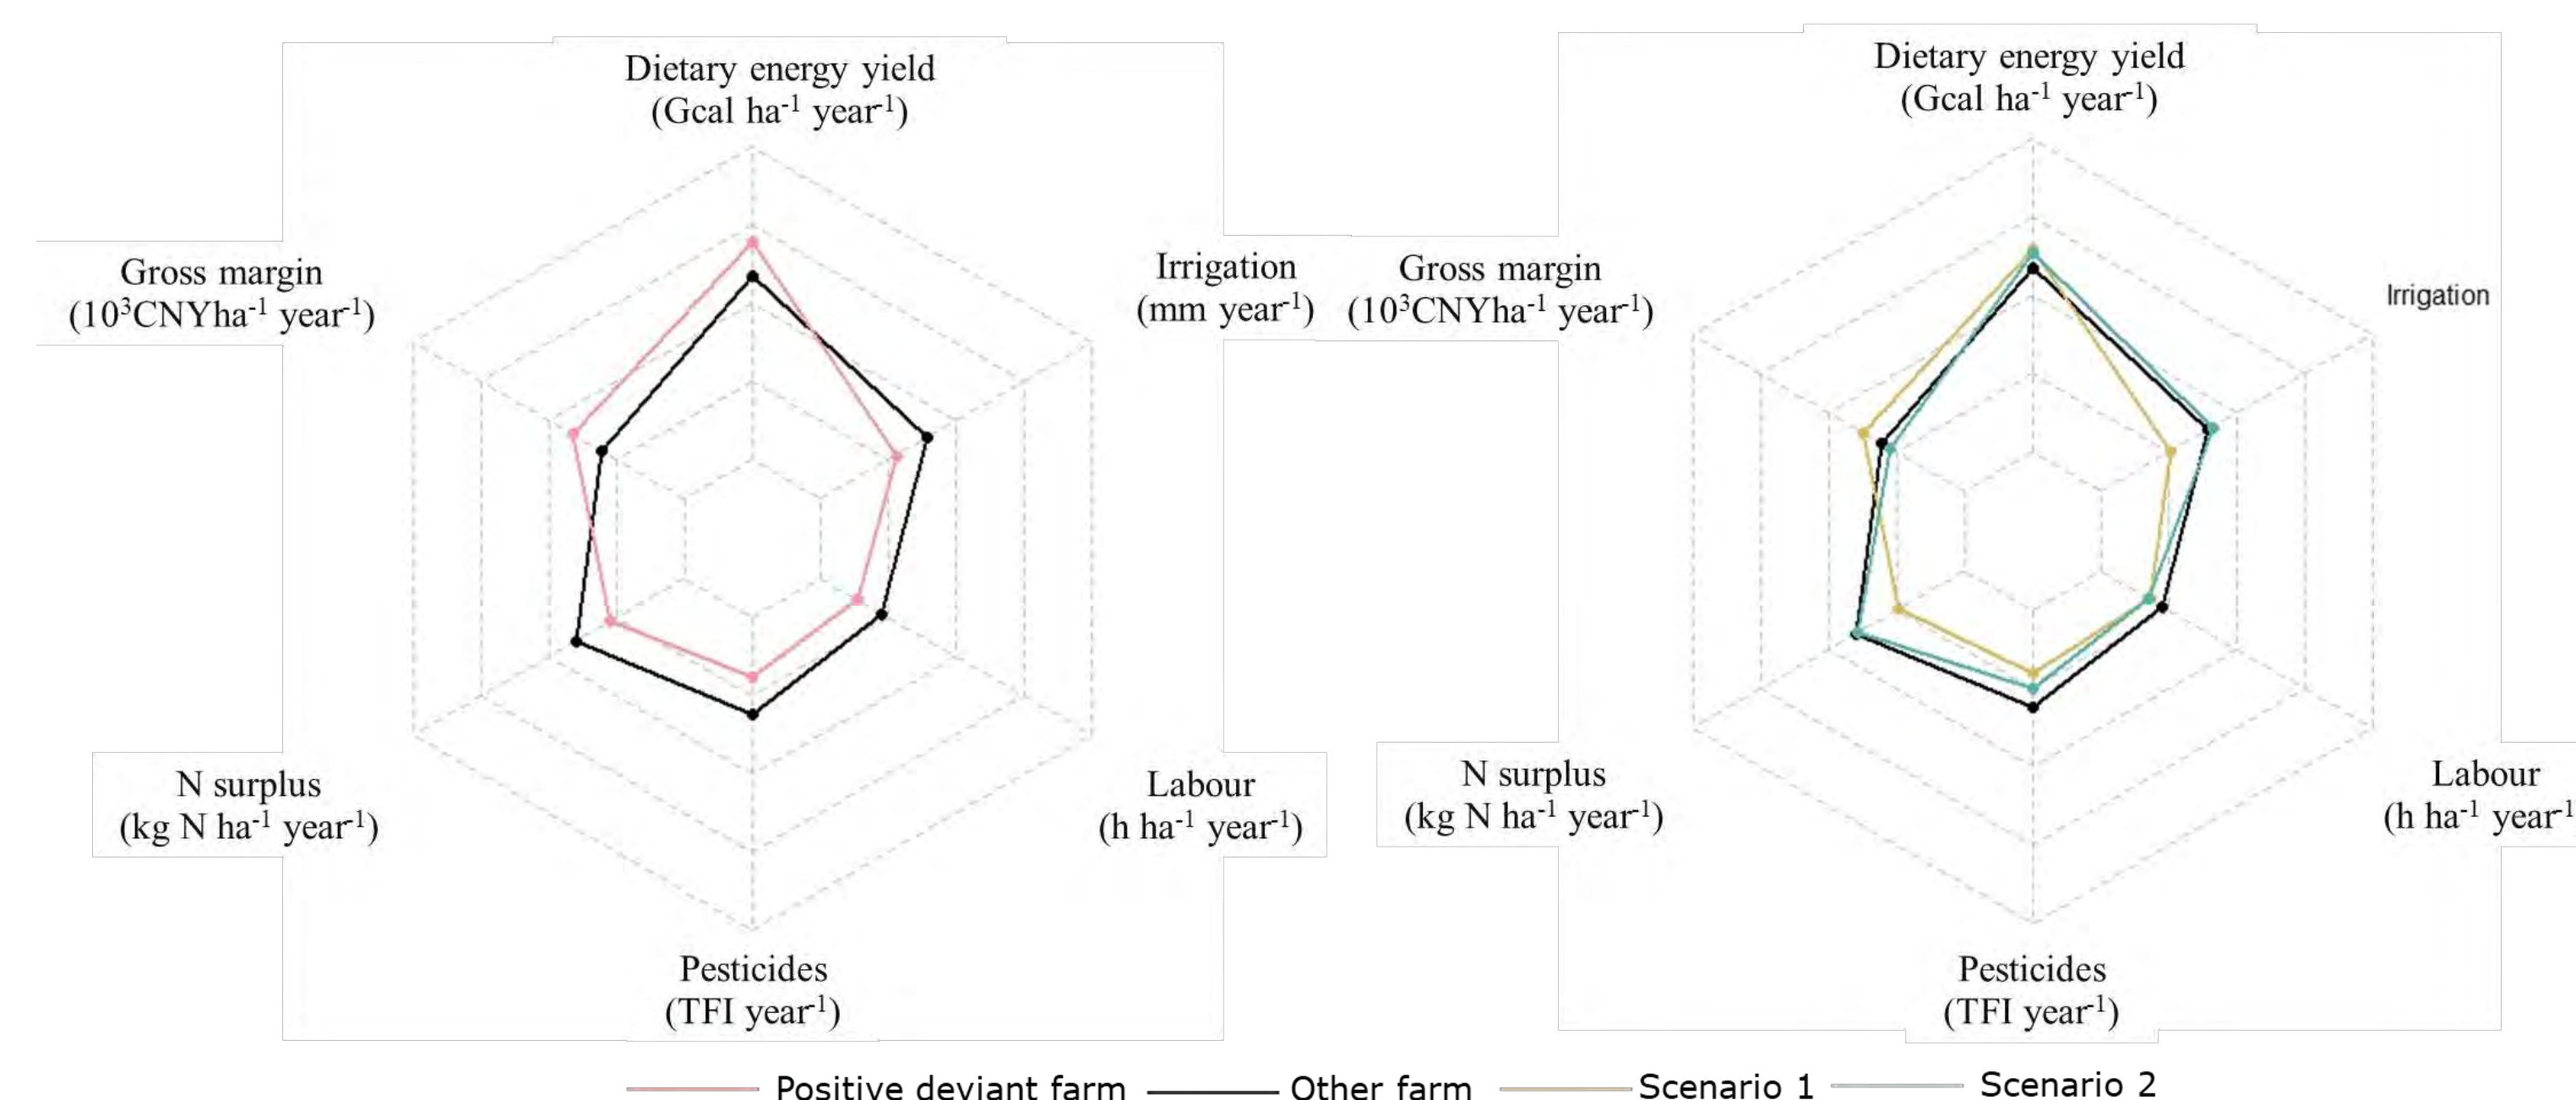 Dietary energy yield
(Gcal ha⁻¹ year⁻¹)
Gross margin
(10³CNYha⁻¹ year⁻¹)
Irrigation
(mm year⁻¹)
N surplus
(kg N ha⁻¹ year⁻¹)
Labour
(h ha⁻¹ year⁻¹)
Pesticides
(TFI year⁻¹)
Dietary energy yield
(Gcal ha⁻¹ year⁻¹)
Gross margin
(10³CNYha⁻¹ year⁻¹)
Irrigation
N surplus
(kg N ha⁻¹ year⁻¹)
Labour
(h ha⁻¹ year⁻¹
Pesticides
(TFI year⁻¹)
Positive deviant farm
Other farm
Scenario 1
Scenario 2